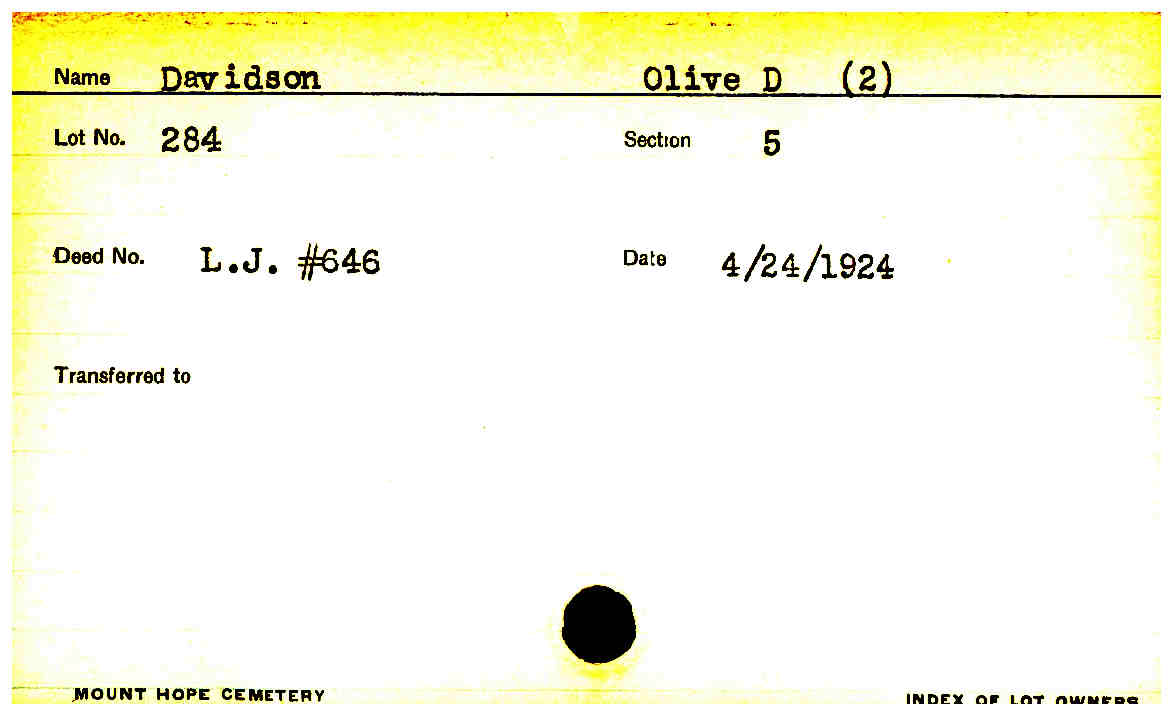 Name Davidson Olive D (2)
Lot No. 284 Section 5
Deed No. L.J. #646 Date 4/24/1924
Transferred to
MOUNT HOPE CEMETERY INDEX OF LOT OWNERS